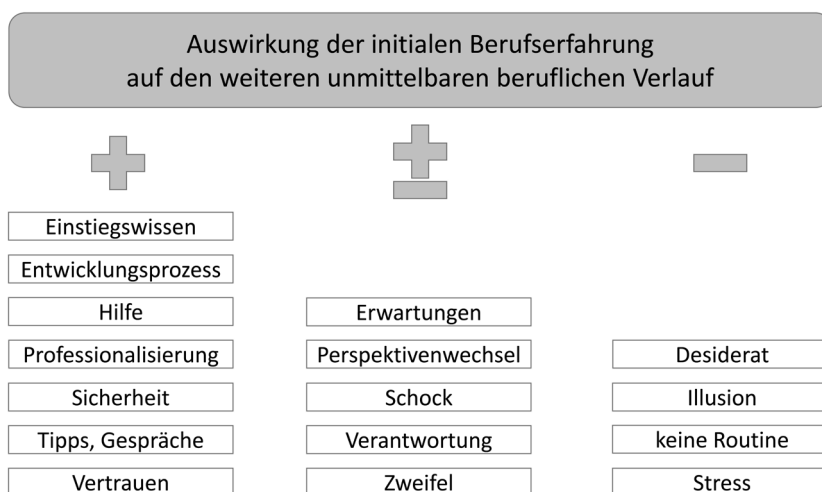 Auswirkung der initialen Berufserfahrung
auf den weiteren unmittelbaren beruflichen Verlauf
Einstiegswissen
Entwicklungsprozess
Hilfe
Professionalisierung
Sicherheit
Tipps, Gespräche
Vertrauen
Erwartungen
Perspektivenwechsel
Schock
Verantwortung
Zweifel
Desiderat
Illusion
keine Routine
Stress